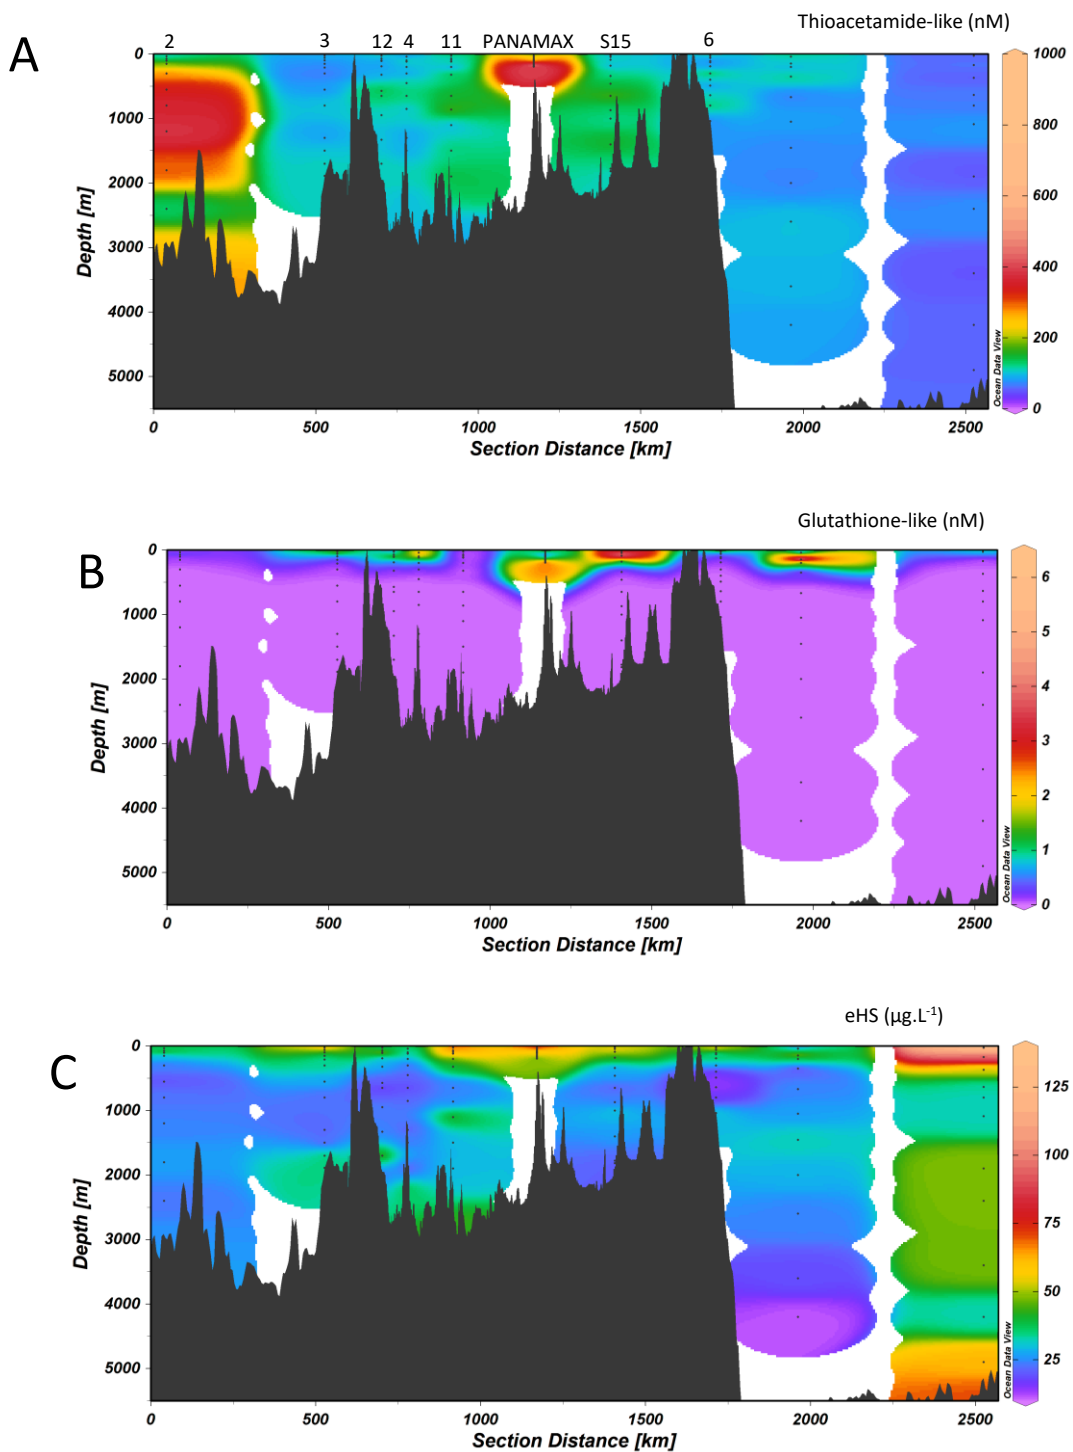 Thioacetamide-like (nM)
A
2 3 12 4 11 PANAMAX S15 6
0
1000
2000
3000
4000
5000
Depth [m]
0 500 1000 1500 2000 2500
Section Distance [km]
1000
800
600
400
200
0
Ocean Data View
Glutathione-like (nM)
B
0
1000
2000
3000
4000
5000
Depth [m]
0 500 1000 1500 2000 2500
Section Distance [km]
6
5
4
3
2
1
0
Ocean Data View
eHS (µg.L-1)
C
0
1000
2000
3000
4000
5000
Depth [m]
0 500 1000 1500 2000 2500
Section Distance [km]
125
100
75
50
25
Ocean Data View